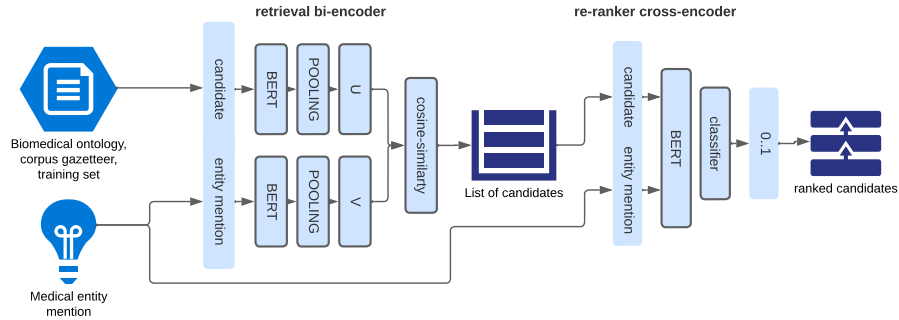 retrieval bi-encoder
re-ranker cross-encoder
Biomedical ontology,
corpus gazetteer,
training set
Medical entity
mention
candidate
entity mention
BERT
POOLING
U
BERT
POOLING
V
cosine-similarty
List of candidates
candidate
entity mention
BERT
classifier
0..1
ranked candidates